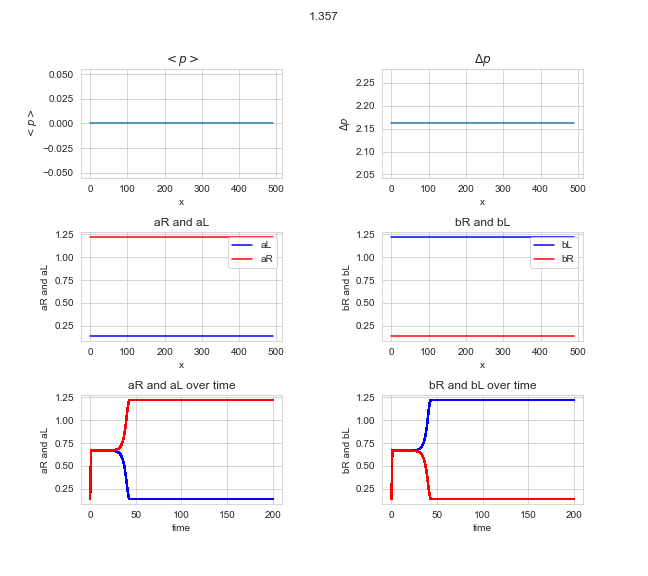 1.357
< p >
Δp
0.050
0.025
0.000
−0.025
−0.050
< p >
0 100 200 300 400 500
x
2.25
2.20
2.15
2.10
2.05
Δp
0 100 200 300 400 500
x
aR and aL
bR and bL
1.25
1.00
0.75
0.50
0.25
aR and aL
aL
aR
0 100 200 300 400 500
x
1.25
1.00
0.75
0.50
0.25
bR and bL
bL
bR
0 100 200 300 400 500
x
aR and aL over time
bR and bL over time
1.25
1.00
0.75
0.50
0.25
aR and aL
0 50 100 150 200
time
1.25
1.00
0.75
0.50
0.25
bR and bL
0 50 100 150 200
time